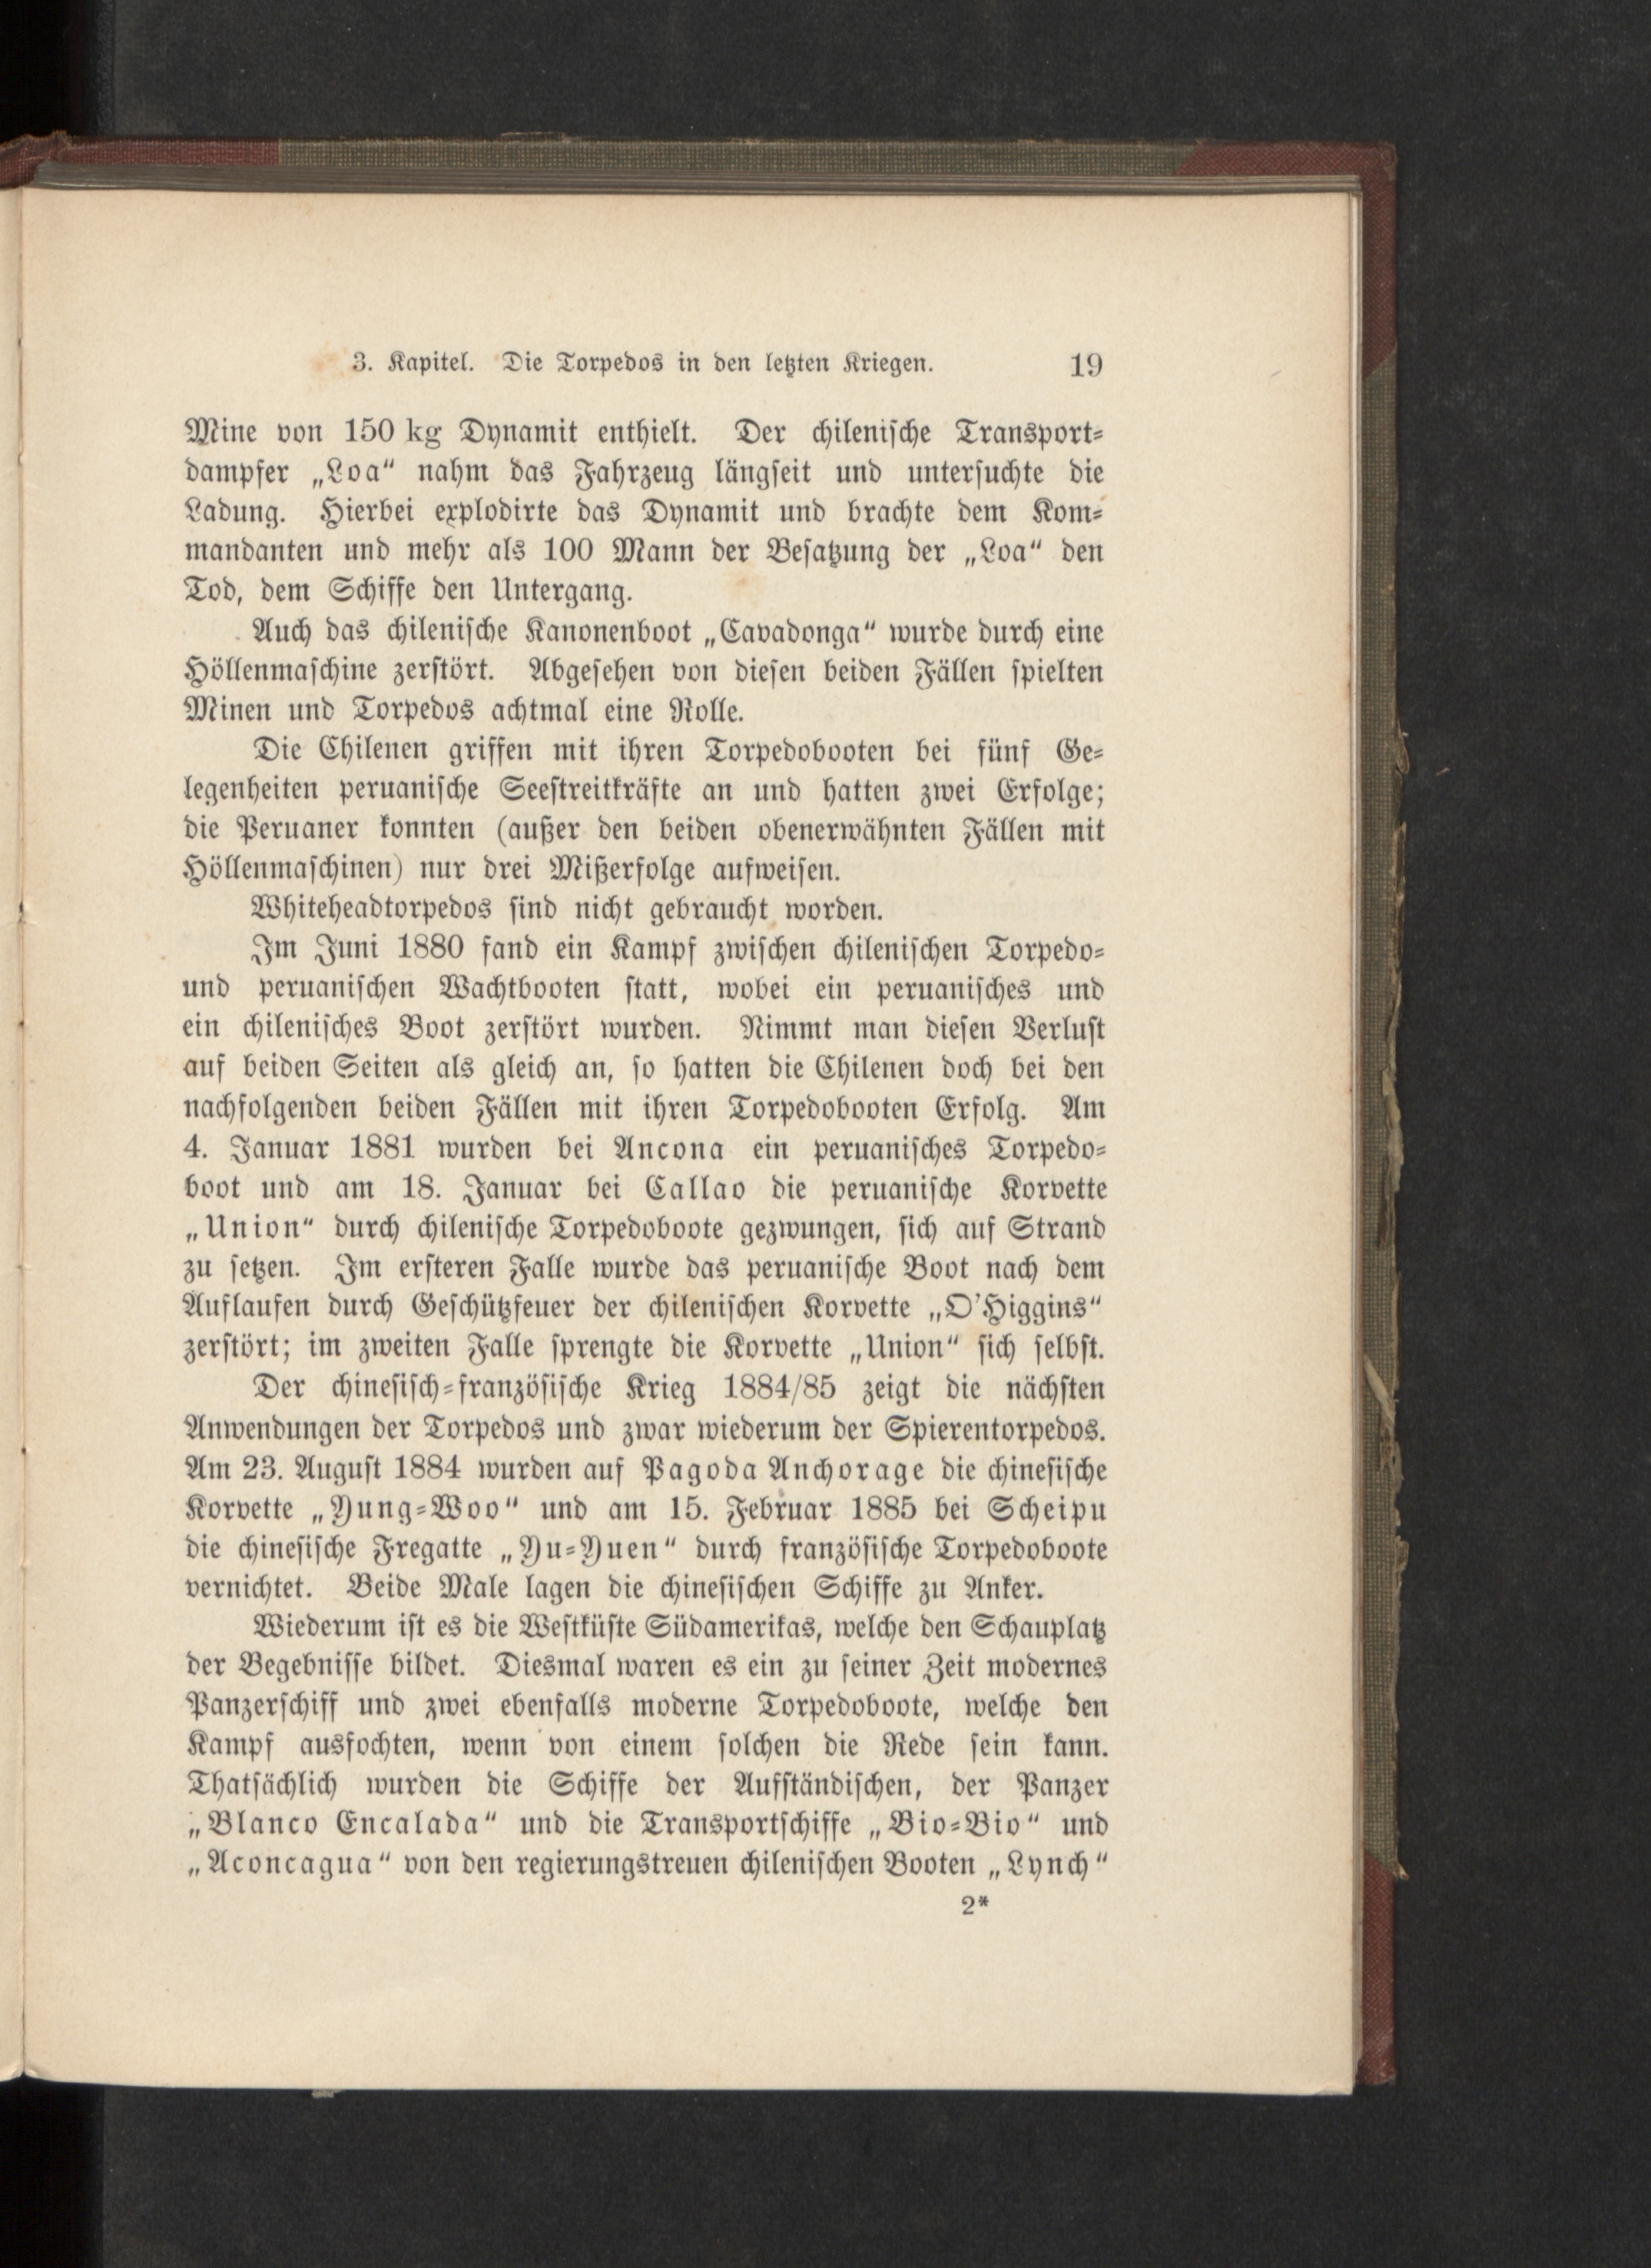 3. Kapitel. Die Torpedos in den letzten Kriegen. 19
Mine von 150 kg Dynamit enthielt. Der chilenische Transport-
dampfer „Loa“ nahm das Fahrzeug längseit und untersuchte die
Ladung. Hierbei explodirte das Dynamit und brachte dem Kom-
mandanten und mehr als 100 Mann der Besatzung der „Loa“ den
Tod, dem Schiffe den Untergang.
Auch das chilenische Kanonenboot „Cavadonga“ wurde durch eine
Höllenmaschine zerstört. Abgesehen von diesen beiden Fällen spielten
Minen und Torpedos achtmal eine Rolle.
Die Chilenen griffen mit ihren Torpedobooten bei fünf Ge-
legenheiten peruanische Seestreitkräfte an und hatten zwei Erfolge;
die Peruaner konnten (außer den beiden obenerwähnten Fällen mit
Höllenmaschinen) nur drei Mißerfolge aufweisen.
Whiteheadtorpedos sind nicht gebraucht worden.
Im Juni 1880 fand ein Kampf zwischen chilenischen Torpedo-
und peruanischen Wachtbooten statt, wobei ein peruanisches und
ein chilenisches Boot zerstört wurden. Nimmt man diesen Verlust
auf beiden Seiten als gleich an, so hatten die Chilenen doch bei den
nachfolgenden beiden Fällen mit ihren Torpedobooten Erfolg. Am
4. Januar 1881 wurden bei Ancona ein peruanisches Torpedo-
boot und am 18. Januar bei Callao die peruanische Korvette
„Union“ durch chilenische Torpedoboote gezwungen, sich auf Strand
zu setzen. Im ersteren Falle wurde das peruanische Boot nach dem
Auflaufen durch Geschützfeuer der chilenischen Korvette „O’Higgins“
zerstört; im zweiten Falle sprengte die Korvette „Union“ sich selbst.
Der chinesisch-französische Krieg 1884/85 zeigt die nächsten
Anwendungen der Torpedos und zwar wiederum der Spierentorpedos.
Am 23. August 1884 wurden auf Pagoda Anchorage die chinesische
Korvette „Yung-Woo“ und am 15. Februar 1885 bei Scheipu
die chinesische Fregatte „Yu-Yuen“ durch französische Torpedoboote
vernichtet. Beide Male lagen die chinesischen Schiffe zu Anker.
Wiederum ist es die Westküste Südamerikas, welche den Schauplatz
der Begebnisse bildet. Diesmal waren es ein zu seiner Zeit modernes
Panzerschiff und zwei ebenfalls moderne Torpedoboote, welche den
Kampf ausfochten, wenn von einem solchen die Rede sein kann.
Thatsächlich wurden die Schiffe der Aufständischen, der Panzer
„Blanco Encalada“ und die Transportschiffe „Bio-Bio“ und
„Aconcagua“ von den regierungstreuen chilenischen Booten „Lynch“
2*